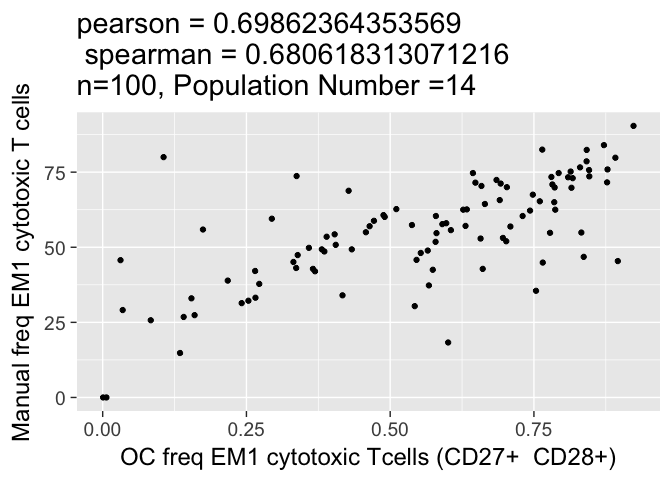 pearson = 0.69862364353569
spearman = 0.680618313071216
n=100, Population Number =14
Manual freq EM1 cytotoxic T cells
75
50
25
0
0.00 0.25 0.50 0.75
OC freq EM1 cytotoxic Tcells (CD27+  CD28+)